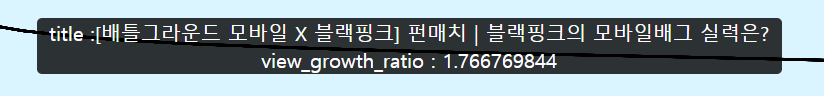 title :[배틀그라운드 모바일 X 블랙핑크] 펀매치 | 블랙핑크의 모바일배그 실력은?
view_growth_ratio : 1.766769844